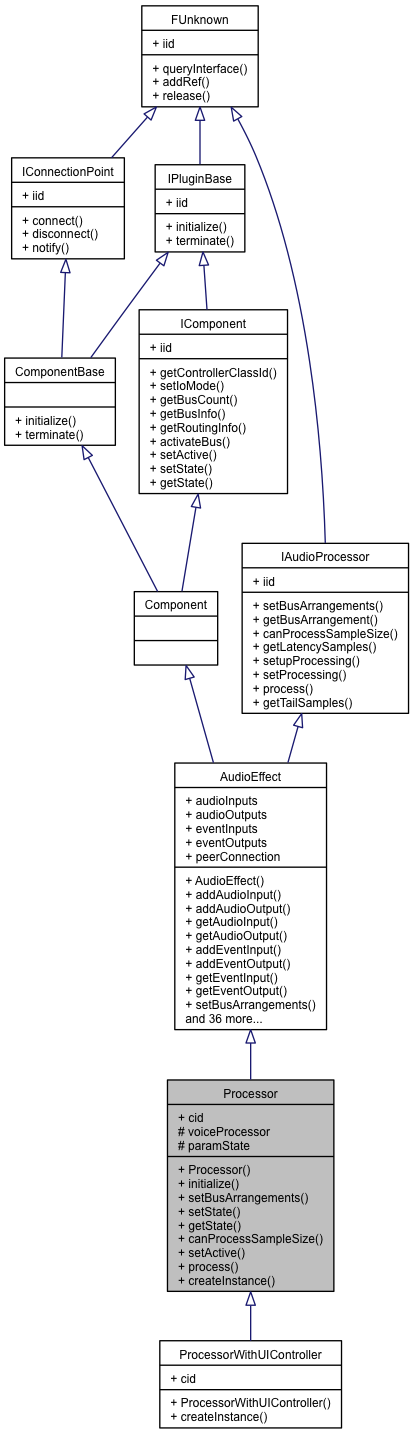 FUnknown
+ iid
+ queryInterface()
+ addRef()
+ release()
IConnectionPoint
+ iid
+ connect()
+ disconnect()
+ notify()
IPluginBase
+ iid
+ initialize()
+ terminate()
IComponent
+ iid
+ getControllerClassId()
+ setIoMode()
+ getBusCount()
+ getBusInfo()
+ getRoutingInfo()
+ activateBus()
+ setActive()
+ setState()
+ getState()
ComponentBase
+ initialize()
+ terminate()
IAudioProcessor
+ iid
+ setBusArrangements()
+ getBusArrangement()
+ canProcessSampleSize()
+ getLatencySamples()
+ setupProcessing()
+ setProcessing()
+ process()
+ getTailSamples()
Component
AudioEffect
+ audioInputs
+ audioOutputs
+ eventInputs
+ eventOutputs
+ peerConnection
+ AudioEffect()
+ addAudioInput()
+ addAudioOutput()
+ getAudioInput()
+ getAudioOutput()
+ addEventInput()
+ addEventOutput()
+ getEventInput()
+ getEventOutput()
+ setBusArrangements()
and 36 more...
Processor
+ cid
# voiceProcessor
# paramState
+ Processor()
+ initialize()
+ setBusArrangements()
+ setState()
+ getState()
+ canProcessSampleSize()
+ setActive()
+ process()
+ createInstance()
ProcessorWithUIController
+ cid
+ ProcessorWithUIController()
+ createInstance()